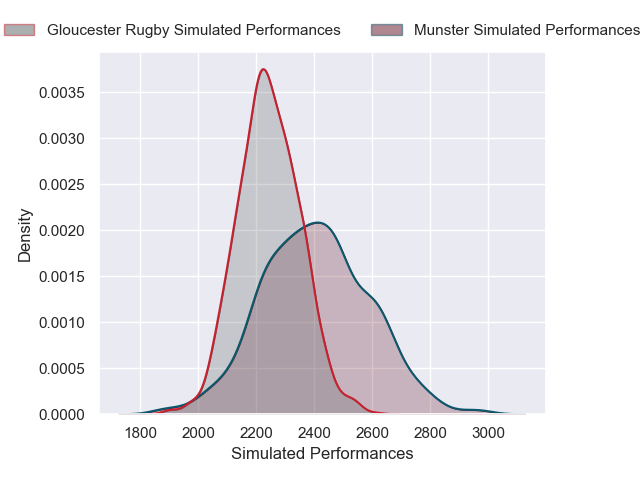 Gloucester Rugby Simulated Performances
Munster Simulated Performances
Density
0.0035
0.0030
0.0025
0.0020
0.0015
0.0010
0.0005
0.0000
1800 2000 2200 2400 2600 2800 3000
Simulated Performances